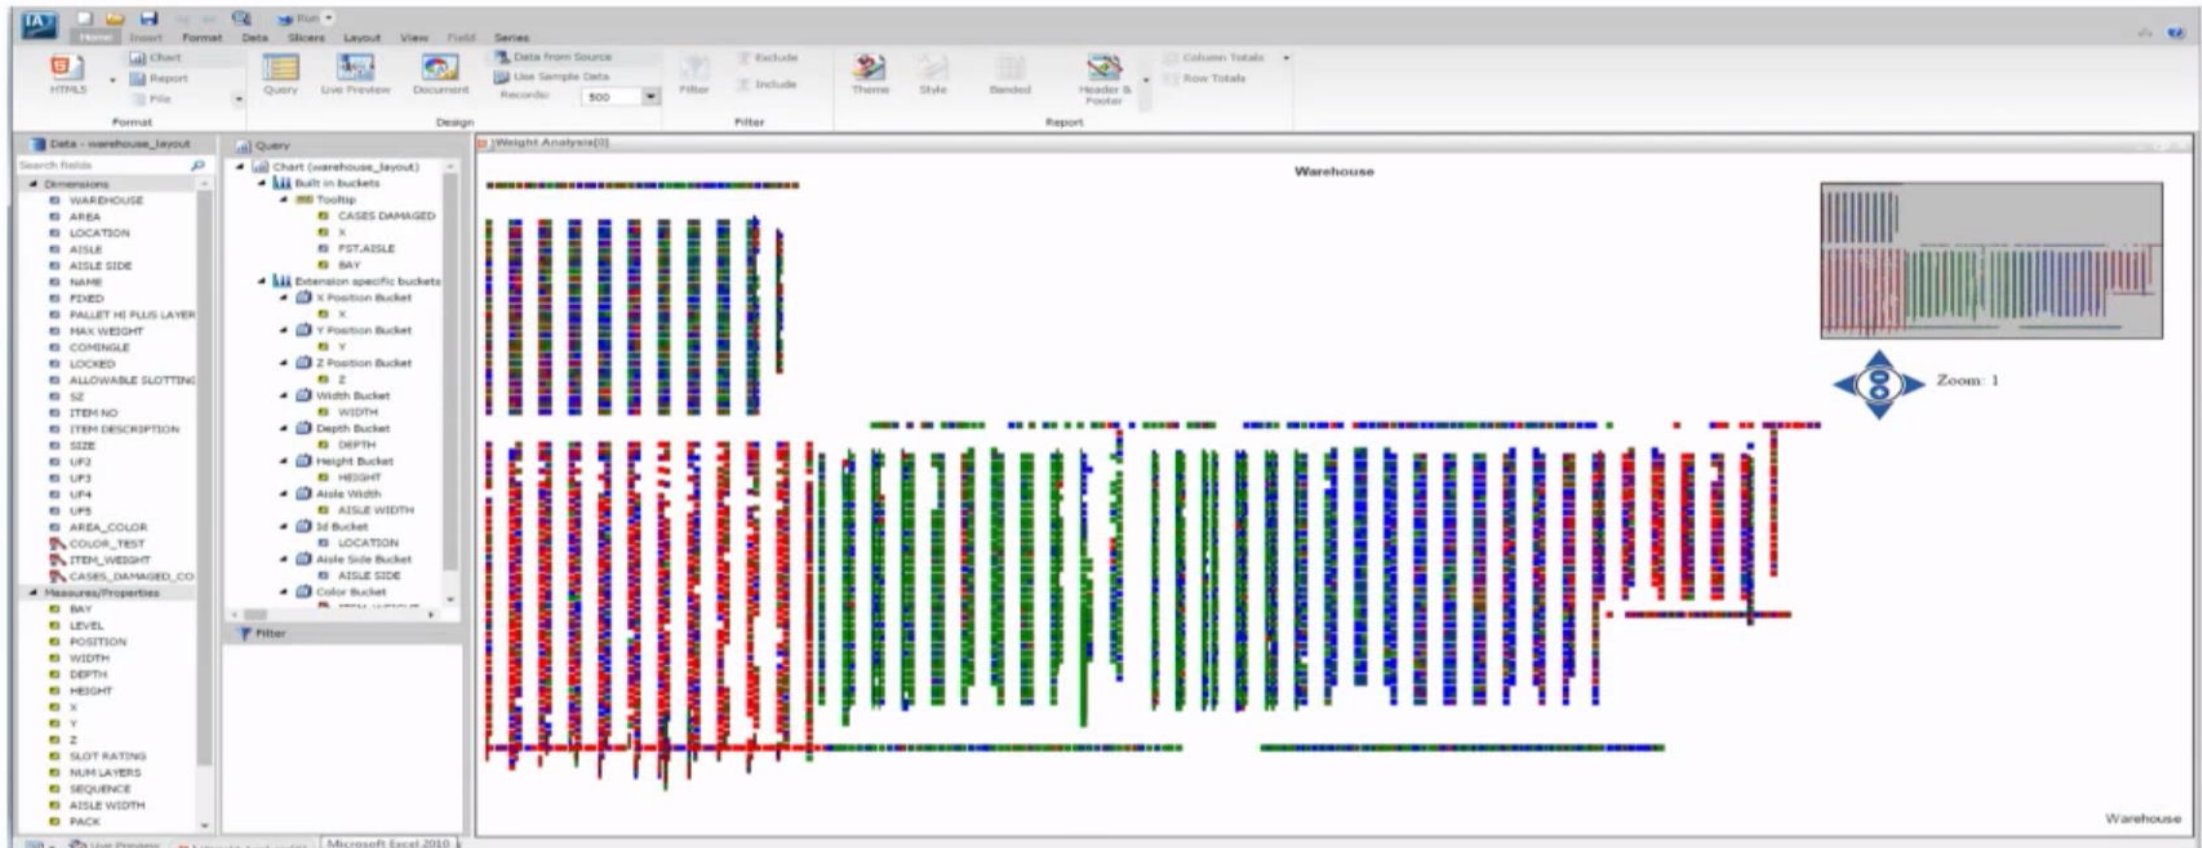 IA
Run
Home Insert Format Data Slicers Layout View Field Series
HTML5
Chart
Report
File
Format
Query
Live Preview
Document
Data from Source
Use Sample Data
Records: 500
Design
Filter
Exclude
Include
Filter
Theme
Style
Banded
Header & Footer
Column Totals
Row Totals
Report
Data - warehouse_layout
Search fields
Dimensions
WAREHOUSE
AREA
LOCATION
AISLE
AISLE SIDE
NAME
FIXED
PALLET HI PLUS LAYER
MAX WEIGHT
COMINGLE
LOCKED
ALLOWABLE SLOTTING
SZ
ITEM NO
ITEM DESCRIPTION
SIZE
UF2
UF3
UF4
UF5
AREA_COLOR
COLOR_TEST
ITEM_WEIGHT
CASES_DAMAGED_CO
Measures/Properties
BAY
LEVEL
POSITION
WIDTH
DEPTH
HEIGHT
X
Y
Z
SLOT RATING
NUM LAYERS
SEQUENCE
AISLE WIDTH
PACK
Query
Chart (warehouse_layout)
Built in buckets
Tooltip
CASES DAMAGED
X
FST.AISLE
BAY
Extension specific buckets
X Position Bucket
X
Y Position Bucket
Y
Z Position Bucket
Z
Width Bucket
WIDTH
Depth Bucket
DEPTH
Height Bucket
HEIGHT
Aisle Width
AISLE WIDTH
Id Bucket
LOCATION
Aisle Side Bucket
AISLE SIDE
Color Bucket
Filter
Weight Analysis[0]
Warehouse
Zoom: 1
Warehouse
Live Preview
Microsoft Excel 2010